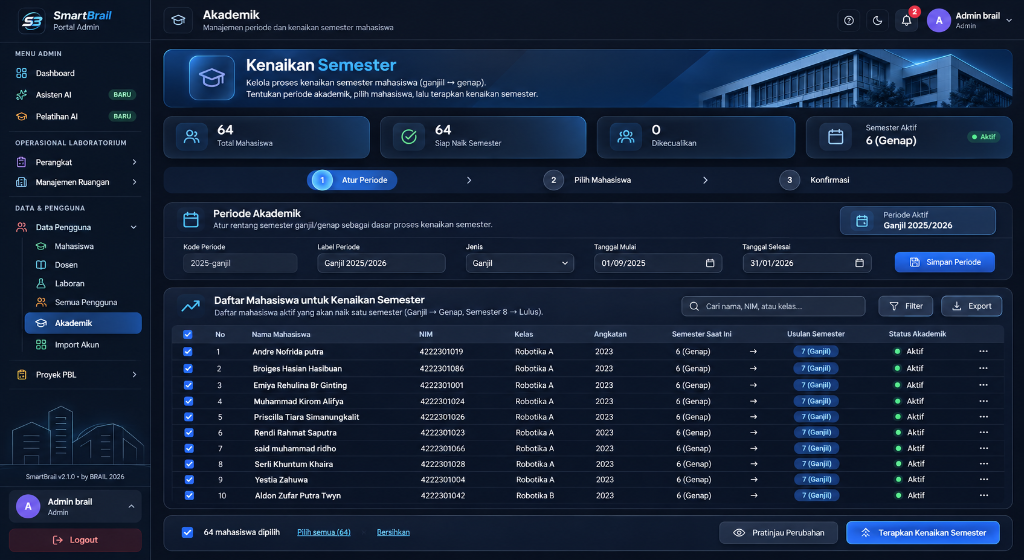 SmartBrail
Portal Admin
MENU ADMIN
Dashboard
Asisten AI BARU
Pelatihan AI BARU
OPERASIONAL LABORATORIUM
Perangkat
Manajemen Ruangan
DATA & PENGGUNA
Data Pengguna
Mahasiswa
Dosen
Laboran
Semua Pengguna
Akademik
Import Akun
Proyek PBL
SmartBrail v2.1.0 • by BRAIL 2026
A Admin brail
Admin
Logout
Akademik
Manajemen periode dan kenaikan semester mahasiswa
2
A Admin brail
Admin
Kenaikan Semester
Kelola proses kenaikan semester mahasiswa (ganjil → genap).
Tentukan periode akademik, pilih mahasiswa, lalu terapkan kenaikan semester.
64
Total Mahasiswa
64
Siap Naik Semester
0
Dikecualikan
Semester Aktif
6 (Genap)
Aktif
1 Atur Periode
2 Pilih Mahasiswa
3 Konfirmasi
Periode Akademik
Atur rentang semester ganjil/genap sebagai dasar proses kenaikan semester.
Periode Aktif
Ganjil 2025/2026
Kode Periode Label Periode Jenis Tanggal Mulai Tanggal Selesai
2025-ganjil Ganjil 2025/2026 Ganjil 01/09/2025 31/01/2026 Simpan Periode
Daftar Mahasiswa untuk Kenaikan Semester
Daftar mahasiswa aktif yang akan naik satu semester (Ganjil → Genap, Semester 8 → Lulus).
Cari nama, NIM, atau kelas...
Filter
Export
No Nama Mahasiswa NIM Kelas Angkatan Semester Saat Ini Usulan Semester Status Akademik
1 Andre Nofrida putra 4222301019 Robotika A 2023 6 (Genap) → 7 (Ganjil) Aktif ...
2 Broiges Hasian Hasibuan 4222301086 Robotika A 2023 6 (Genap) → 7 (Ganjil) Aktif ...
3 Emiya Rehulina Br Ginting 4222301001 Robotika A 2023 6 (Genap) → 7 (Ganjil) Aktif ...
4 Muhammad Kirom Alifya 4222301024 Robotika A 2023 6 (Genap) → 7 (Ganjil) Aktif ...
5 Priscilla Tiara Simanungkalit 4222301026 Robotika A 2023 6 (Genap) → 7 (Ganjil) Aktif ...
6 Rendi Rahmat Saputra 4222301023 Robotika A 2023 6 (Genap) → 7 (Ganjil) Aktif ...
7 said muhammad ridho 4222301066 Robotika A 2023 6 (Genap) → 7 (Ganjil) Aktif ...
8 Serli Khuntum Khaira 4222301028 Robotika A 2023 6 (Genap) → 7 (Ganjil) Aktif ...
9 Yestia Zahuwa 4222301004 Robotika A 2023 6 (Genap) → 7 (Ganjil) Aktif ...
10 Aldon Zufar Putra Twyn 4222301042 Robotika B 2023 6 (Genap) → 7 (Ganjil) Aktif ...
64 mahasiswa dipilih Pilih semua (64) Bersihkan
Pratinjau Perubahan
Terapkan Kenaikan Semester